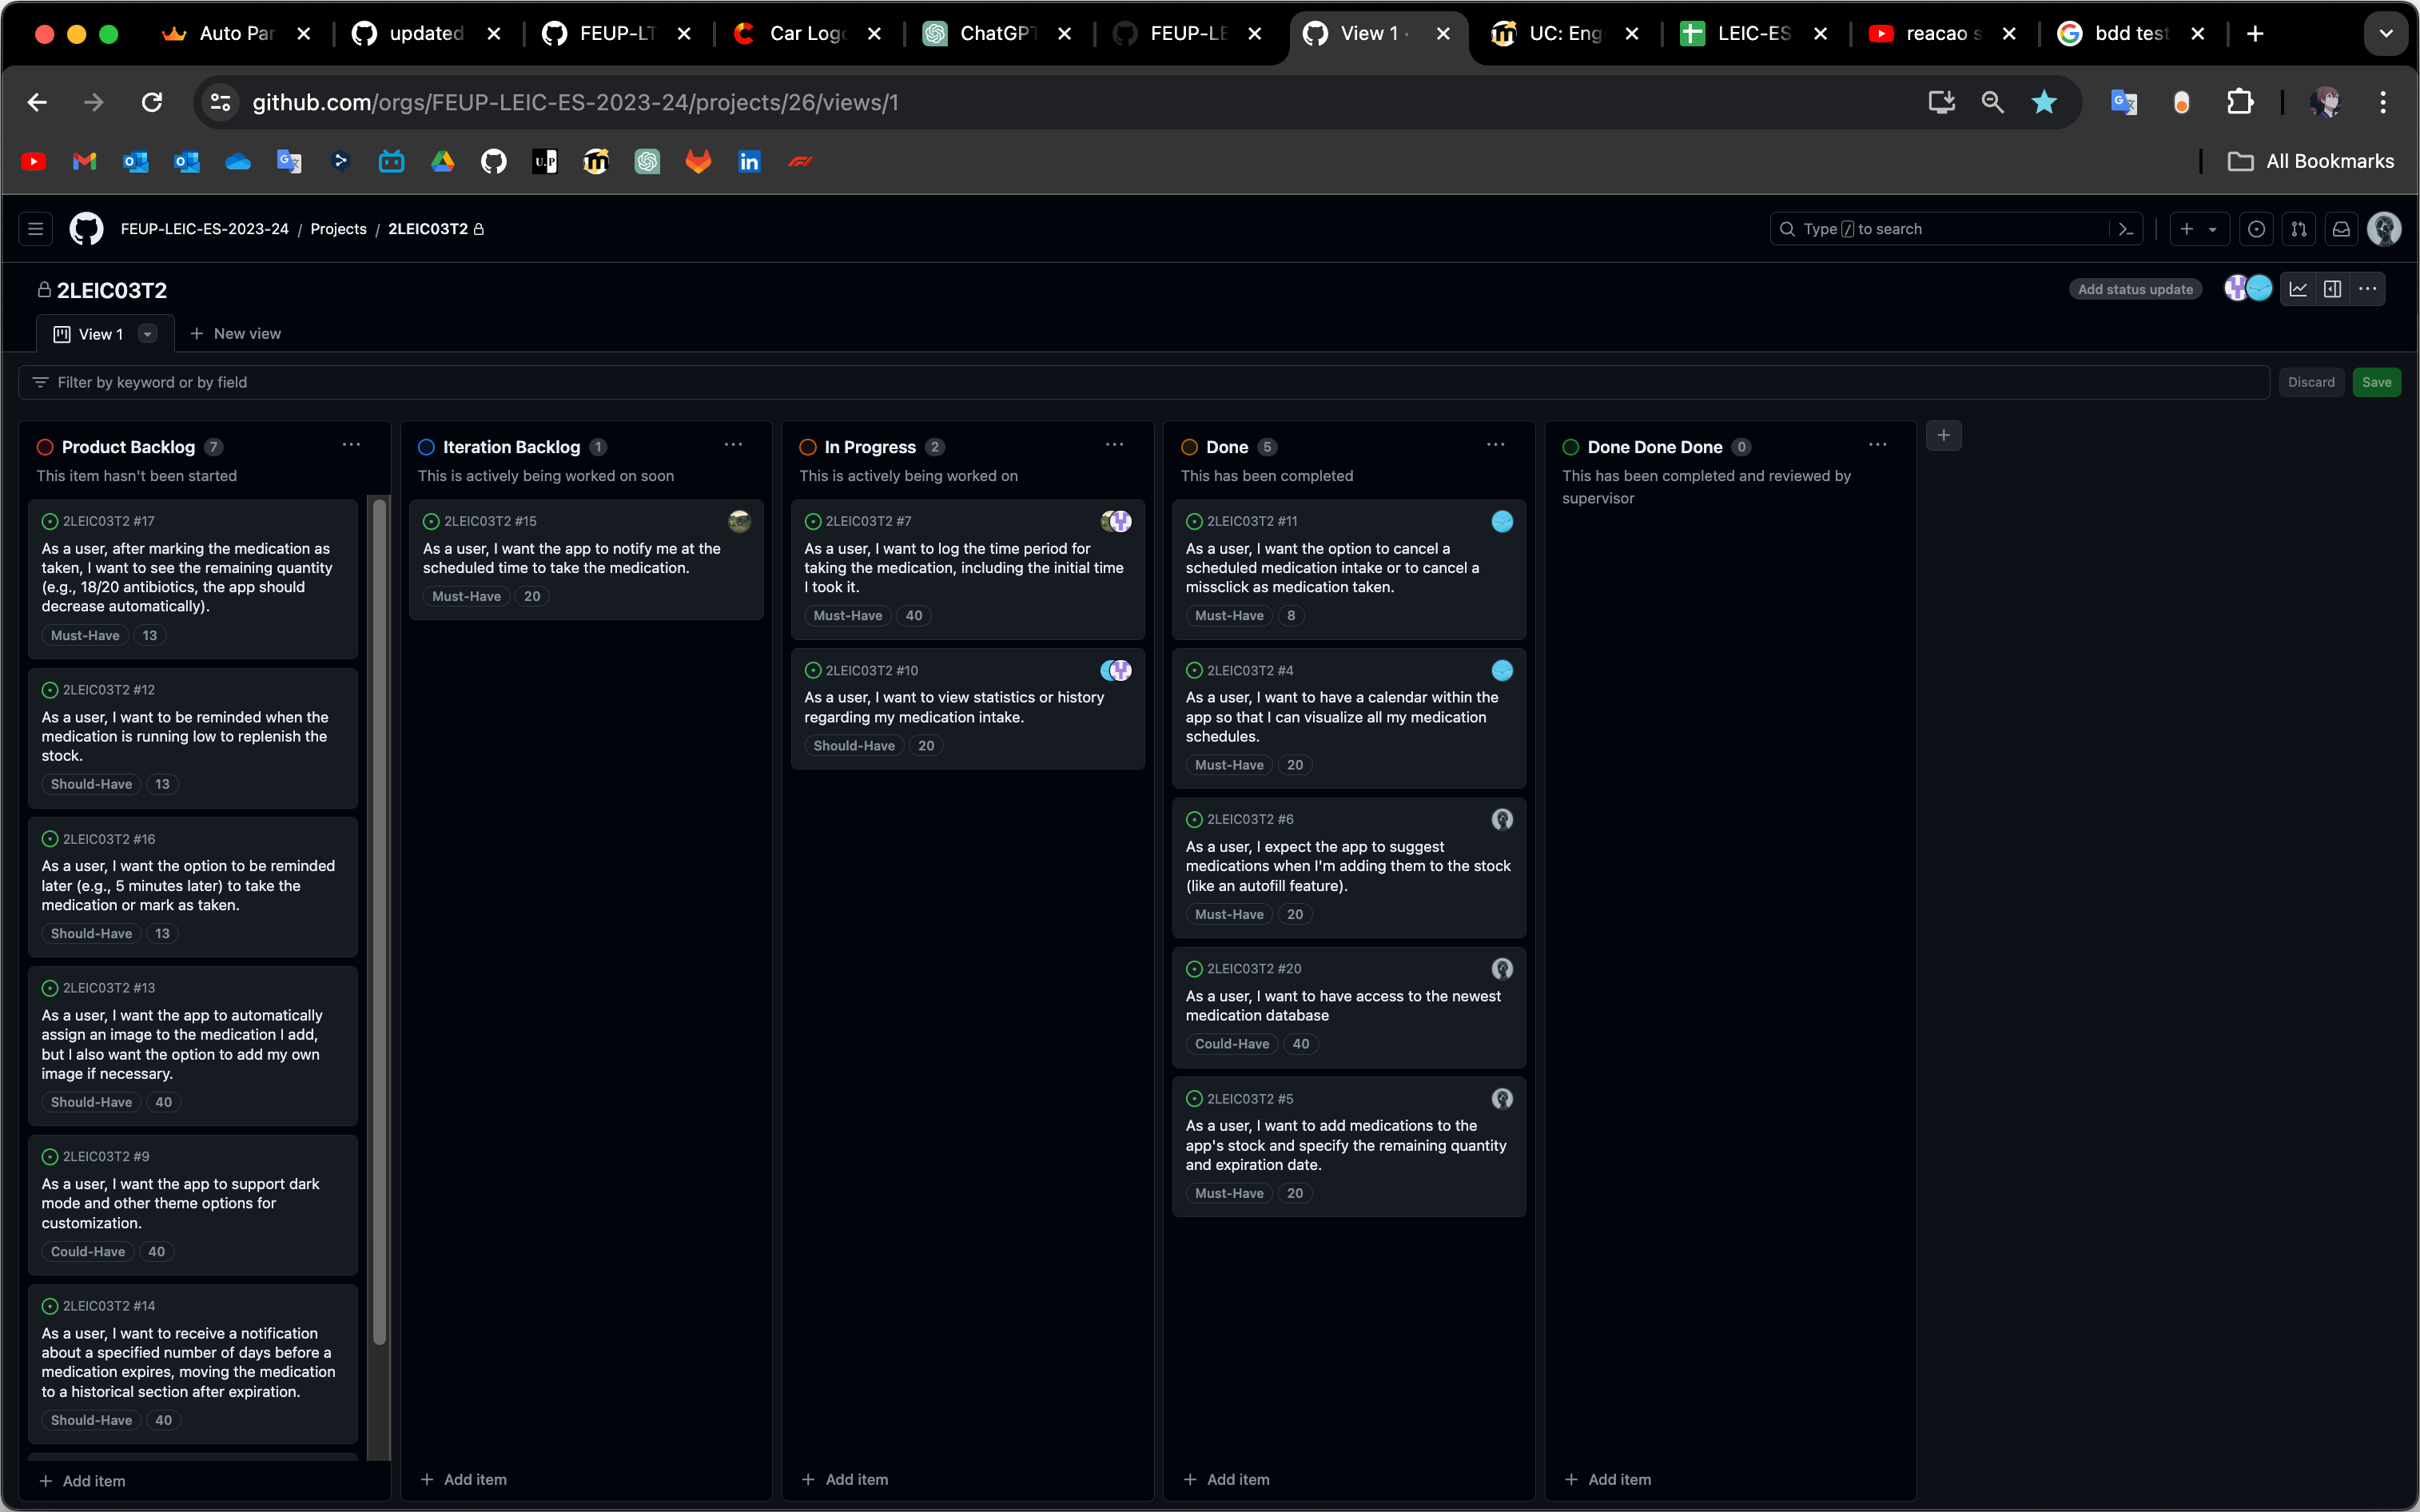 Auto Par
updated
FEUP-LT
Car Logo
ChatGPT
FEUP-LE
View 1 ·
UC: Eng
LEIC-ES
reacao s
bdd test
github.com/orgs/FEUP-LEIC-ES-2023-24/projects/26/views/1
U.P
All Bookmarks
FEUP-LEIC-ES-2023-24 / Projects / 2LEIC03T2
Type / to search
2LEIC03T2
Add status update
View 1
New view
Filter by keyword or by field
Discard
Save
Product Backlog 7
This item hasn't been started
2LEIC03T2 #17
As a user, after marking the medication as
taken, I want to see the remaining quantity
(e.g., 18/20 antibiotics, the app should
decrease automatically).
Must-Have 13
2LEIC03T2 #12
As a user, I want to be reminded when the
medication is running low to replenish the
stock.
Should-Have 13
2LEIC03T2 #16
As a user, I want the option to be reminded
later (e.g., 5 minutes later) to take the
medication or mark as taken.
Should-Have 13
2LEIC03T2 #13
As a user, I want the app to automatically
assign an image to the medication I add,
but I also want the option to add my own
image if necessary.
Should-Have 40
2LEIC03T2 #9
As a user, I want the app to support dark
mode and other theme options for
customization.
Could-Have 40
2LEIC03T2 #14
As a user, I want to receive a notification
about a specified number of days before a
medication expires, moving the medication
to a historical section after expiration.
Should-Have 40
+ Add item
Iteration Backlog 1
This is actively being worked on soon
2LEIC03T2 #15
As a user, I want the app to notify me at the
scheduled time to take the medication.
Must-Have 20
+ Add item
In Progress 2
This is actively being worked on
2LEIC03T2 #7
As a user, I want to log the time period for
taking the medication, including the initial time
I took it.
Must-Have 40
2LEIC03T2 #10
As a user, I want to view statistics or history
regarding my medication intake.
Should-Have 20
+ Add item
Done 5
This has been completed
2LEIC03T2 #11
As a user, I want the option to cancel a
scheduled medication intake or to cancel a
missclick as medication taken.
Must-Have 8
2LEIC03T2 #4
As a user, I want to have a calendar within the
app so that I can visualize all my medication
schedules.
Must-Have 20
2LEIC03T2 #6
As a user, I expect the app to suggest
medications when I'm adding them to the stock
(like an autofill feature).
Must-Have 20
2LEIC03T2 #20
As a user, I want to have access to the newest
medication database
Could-Have 40
2LEIC03T2 #5
As a user, I want to add medications to the
app's stock and specify the remaining quantity
and expiration date.
Must-Have 20
+ Add item
Done Done Done 0
This has been completed and reviewed by
supervisor
+ Add item